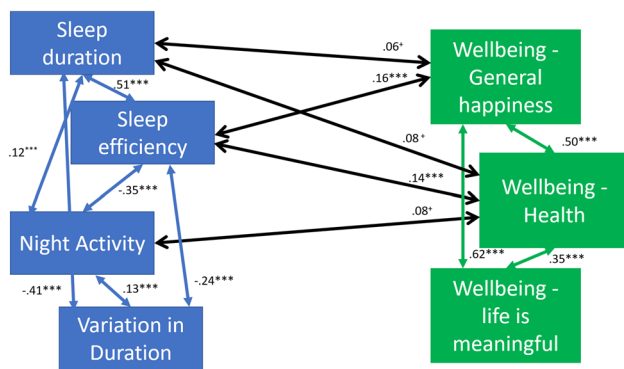 Sleep
duration
.06+
Wellbeing -
General
happiness
.51***
.16***
Sleep
efficiency
.12***
.08 +
.50***
-.35***
.14***
Wellbeing -
Health
.08+
Night Activity
.62***
.35***
-.41***
.13***
-.24***
Variation in
Duration
Wellbeing -
life is
meaningful